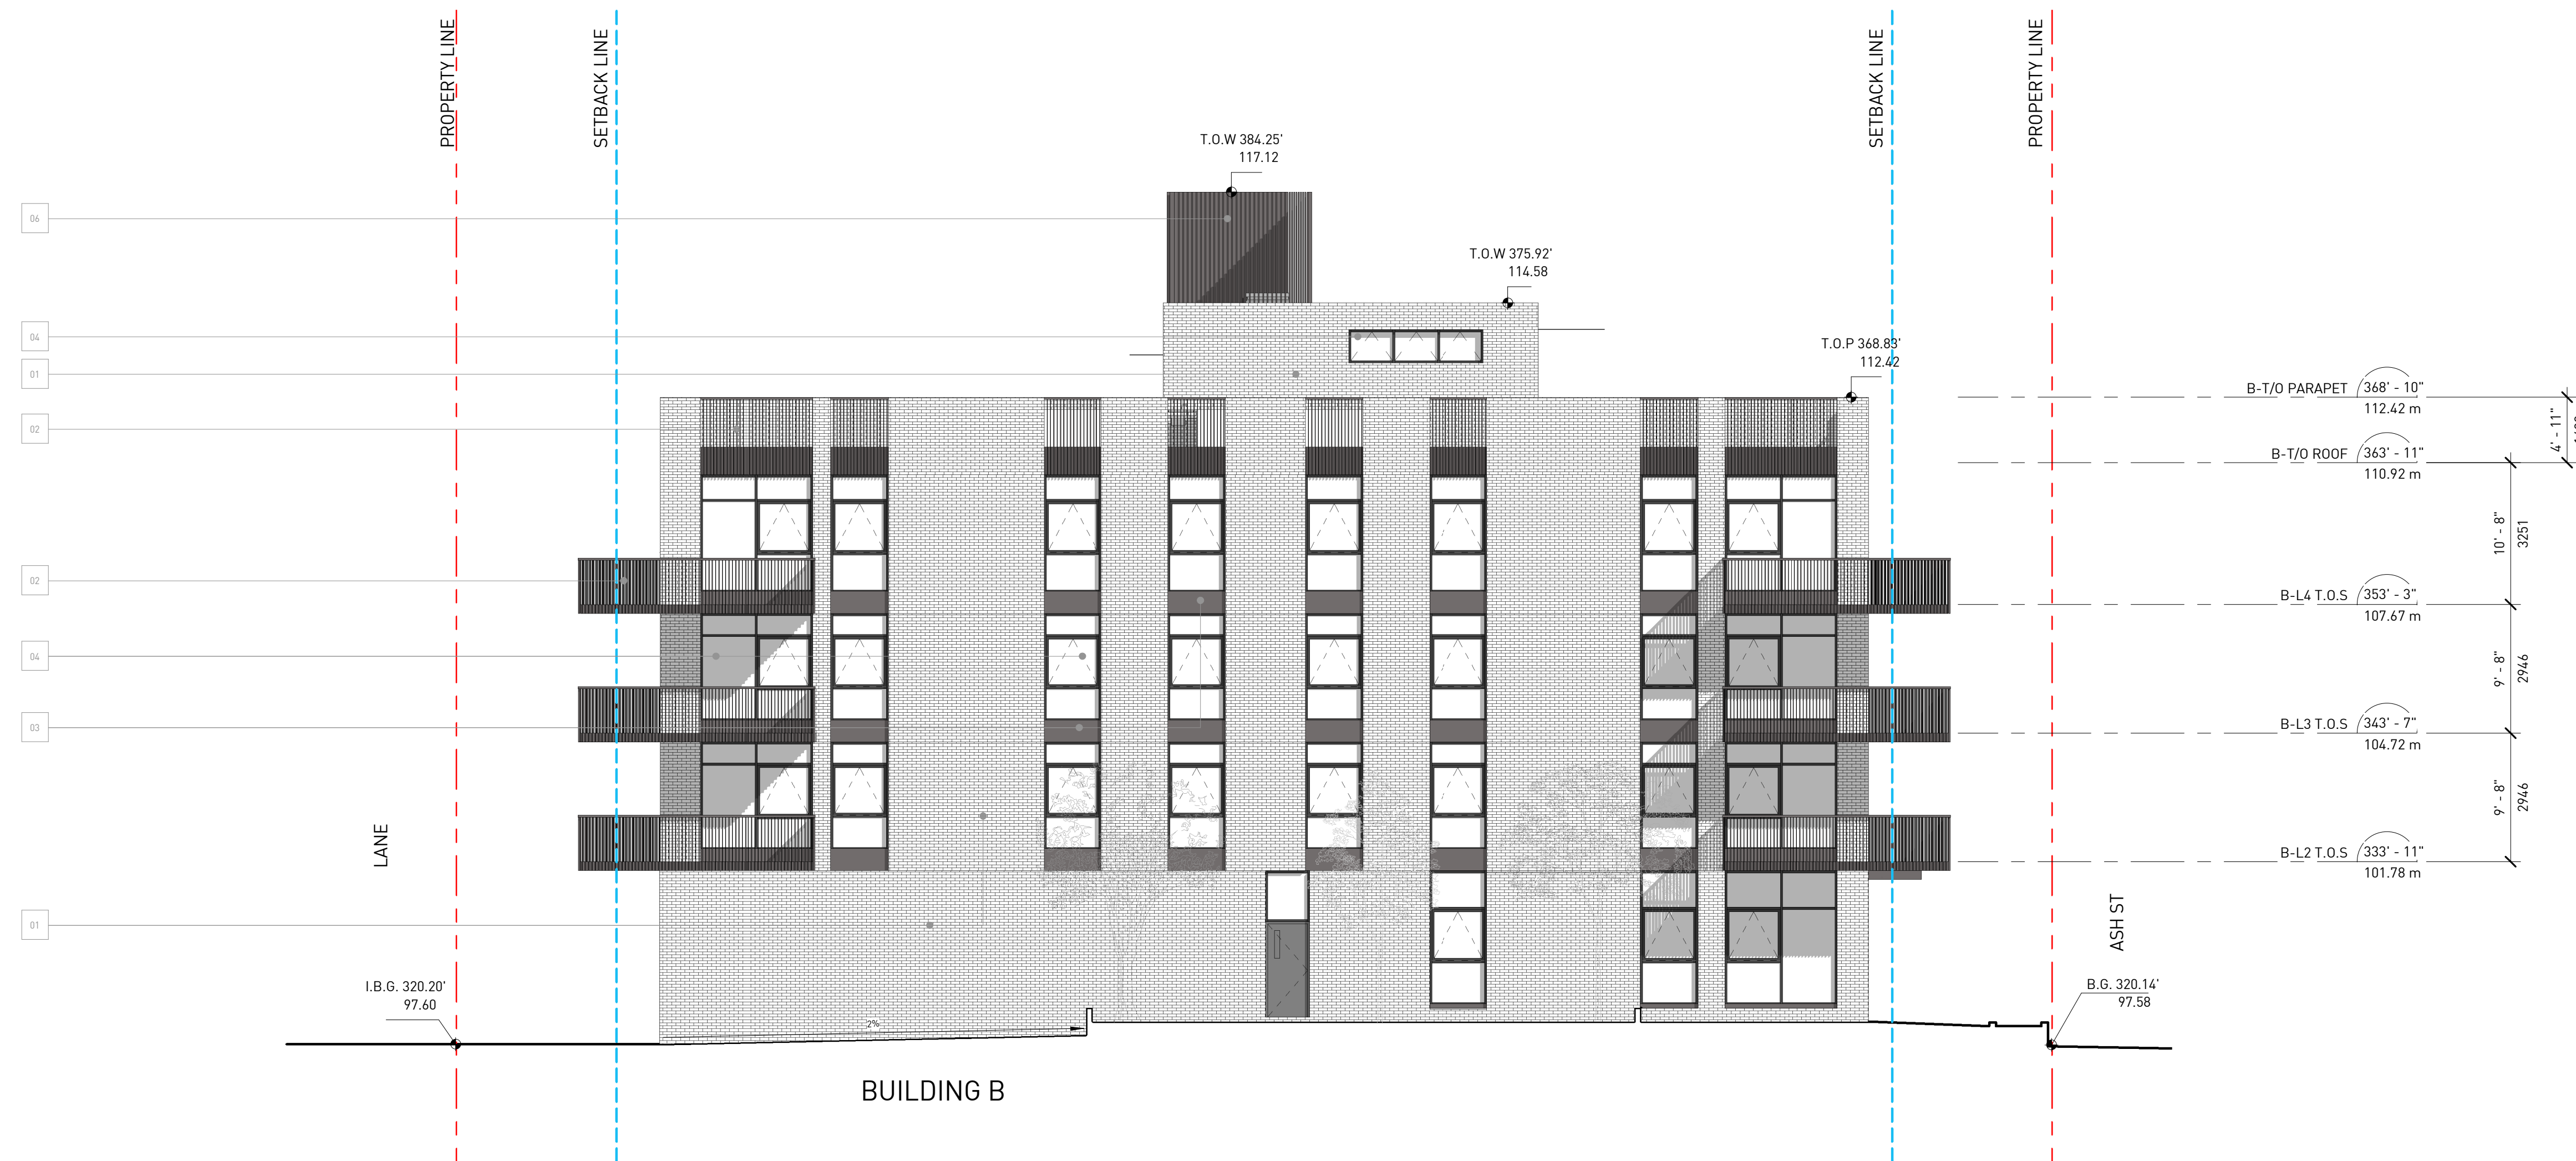 PROPERTY LINE
SETBACK LINE
SETBACK LINE
PROPERTY LINE
T.O.W 384.25'
117.12
06
T.O.W 375.92'
114.58
04
T.O.P 368.83'
112.42
01
B-T/O PARAPET 368' - 10"
112.42 m
4' - 11"
02
B-T/O ROOF 363' - 11"
110.92 m
10' - 8"
3251
02
B-L4 T.O.S 353' - 3"
107.67 m
04
9' - 8"
2946
03
B-L3 T.O.S 343' - 7"
104.72 m
9' - 8"
2946
LANE
B-L2 T.O.S 333' - 11"
101.78 m
01
ASH ST
I.B.G. 320.20'
97.60
B.G. 320.14'
97.58
2%
BUILDING B